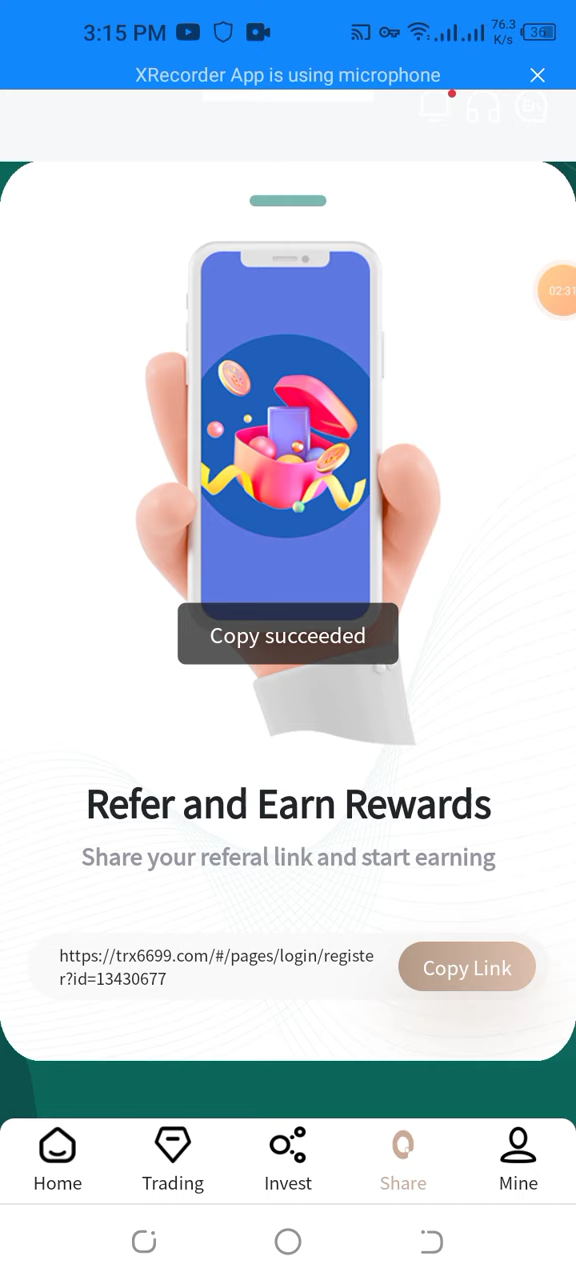 3:15 PM
76.3
K/s
36
XRecorder App is using microphone
En
02:31
Copy succeeded
Refer and Earn Rewards
Share your referal link and start earning
https://trx6699.com/#/pages/login/registe
r?id=13430677
Copy Link
Home Trading Invest Share Mine